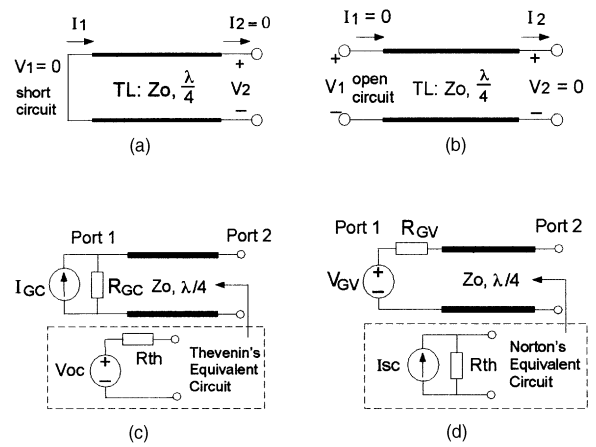 I1
I2= 0
V1= 0
short
circuit
TL: Zo, λ/4
+
V2
−
(a)
I1= 0
I2
+
V1
−
open
circuit
TL: Zo, λ/4
+
V2 = 0
−
(b)
Port 1
Port 2
IGC
RGC
Zo, λ/4
Voc
+
−
Rth
Thevenin's
Equivalent
Circuit
(c)
Port 1
RGV
Port 2
VGV
+
−
Zo, λ/4
Isc
Rth
Norton's
Equivalent
Circuit
(d)